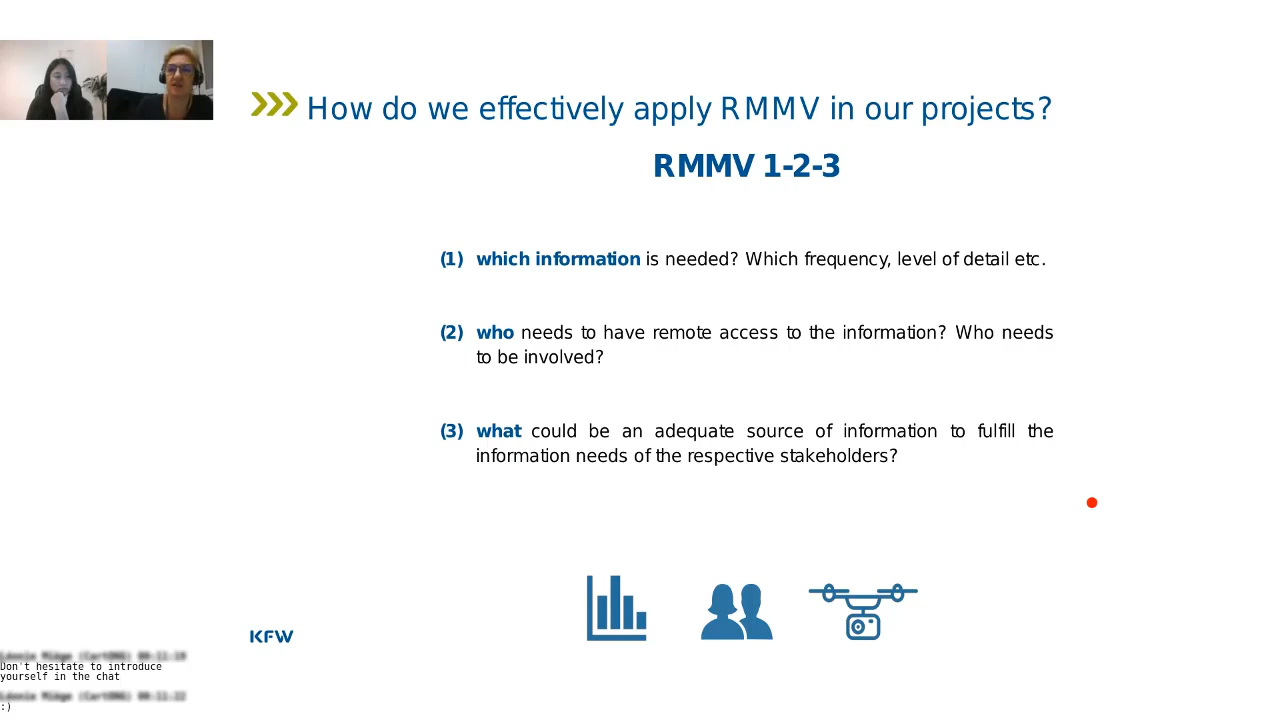 How do we effectively apply RMMV in our projects?
RMMV 1-2-3
(1) which information is needed? Which frequency, level of detail etc.
(2) who needs to have remote access to the information? Who needs
to be involved?
(3) what could be an adequate source of information to fulfill the
information needs of the respective stakeholders?
KFW
Don't hesitate to introduce
yourself in the chat
:)